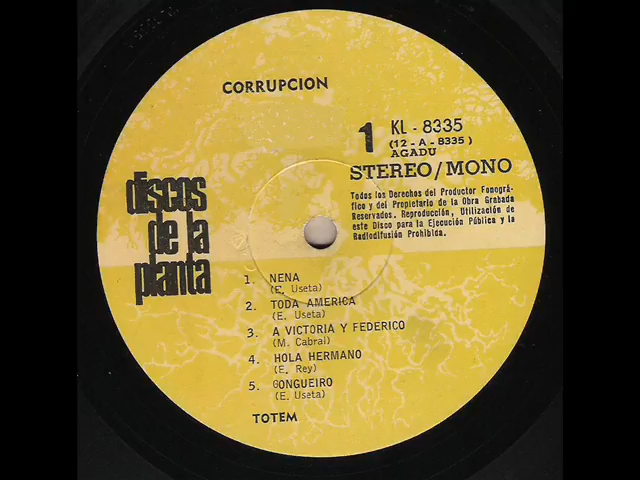 CORRUPCION
1 KL - 8335
(12 - A - 8335)
AGADU
STEREO/MONO
Todos los Derechos del Productor Fonográ-
fico y del Propietario de la Obra Grabada
Reservados. Reproducción, Utilización de
este Disco para la Ejecución Pública y la
Radiodifusión Prohibida.
discos
de la
planta
1. NENA
(E. Useta)
2. TODA AMERICA
(E. Useta)
3. A VICTORIA Y FEDERICO
(M. Cabral)
4. HOLA HERMANO
(E. Rey)
5. CONGUEIRO
(E. Useta)
TOTEM